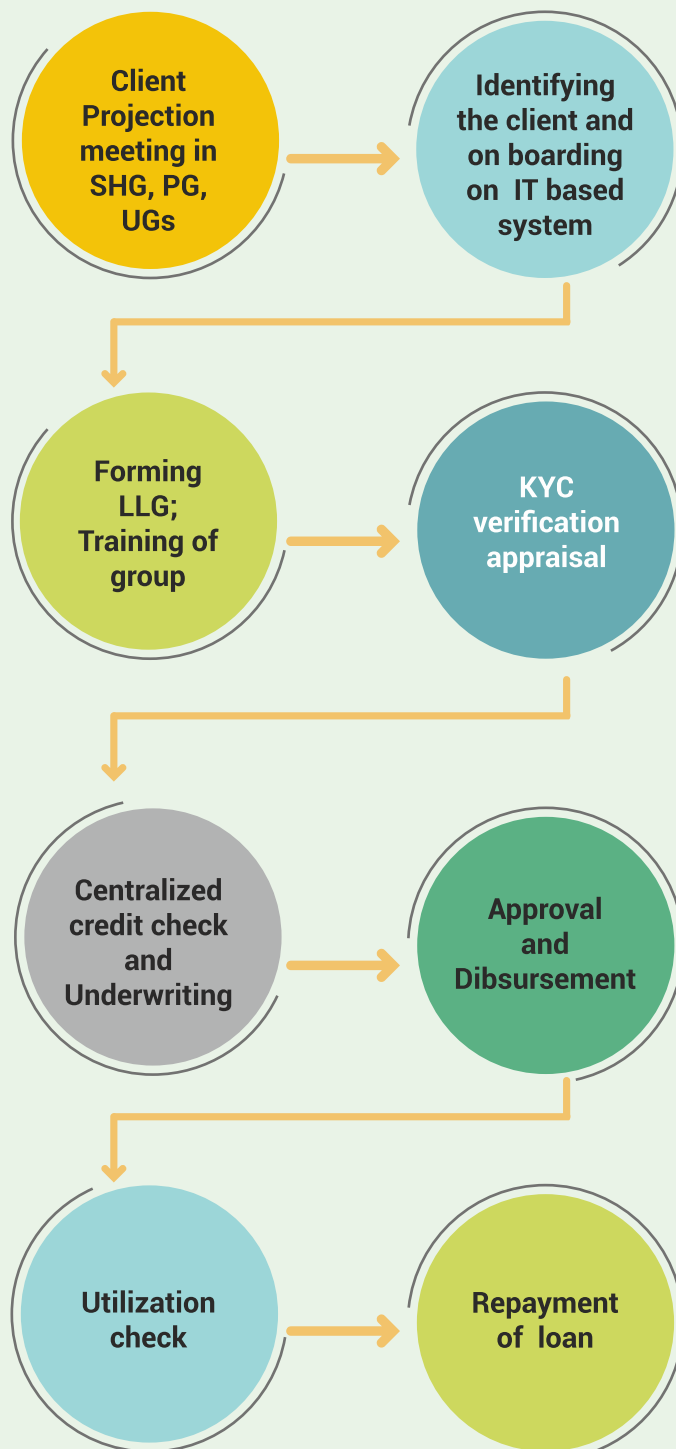 Client
Projection
meeting in
SHG, PG,
UGs
Identifying
the client and
on boarding
on IT based
system
Forming
LLG;
Training of
group
KYC
verification
appraisal
Centralized
credit check
and
Underwriting
Approval
and
Dibsursement
Utilization
check
Repayment
of loan